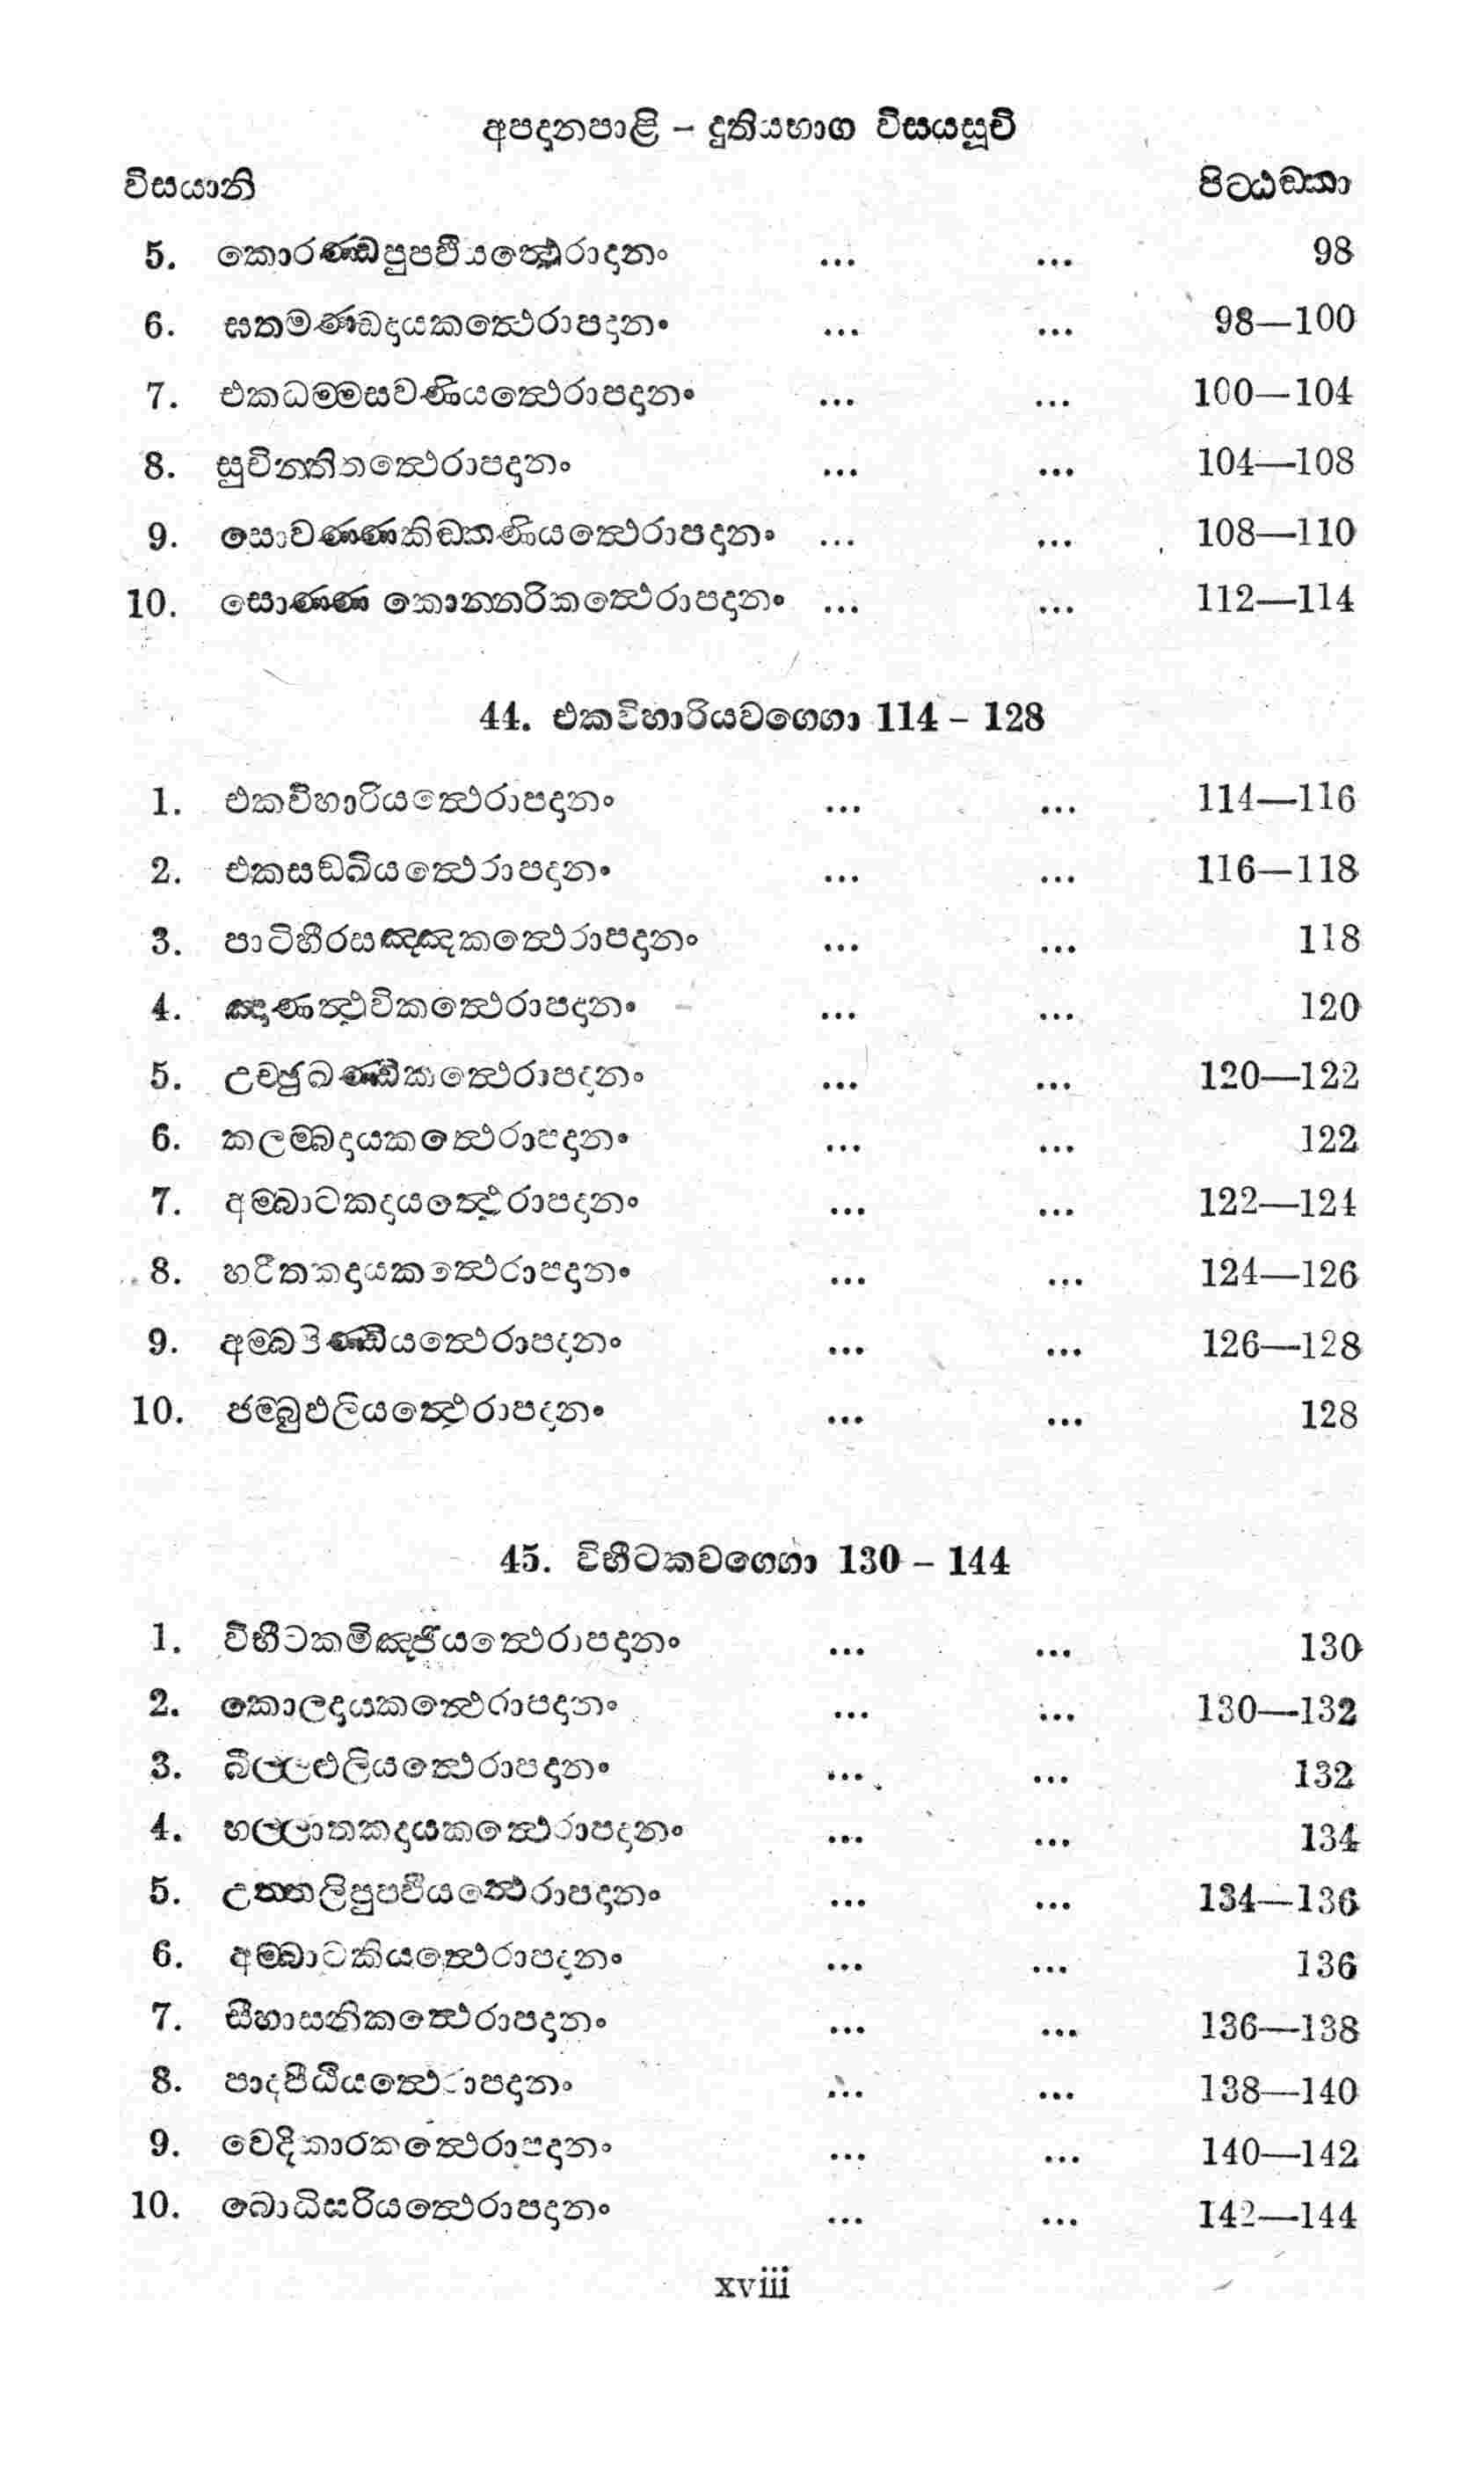 අපදානපාළි – දුතියභාග විසයසූචි
විසයානි පිට්ඨඞ්කා
5. කොරණ්ඩපුප්ඵියත්ථෙරාදානං ... ... 98
6. ඝතමණ්ඩදායකත්ථෙරාපදානං ... ... 98—100
7. එකධම්මසවණියත්ථෙරාපදානං ... ... 100—104
8. සුචින්තිතත්ථෙරාපදානං ... ... 104—108
9. සොවණ්ණකිඞ්කණියත්ථෙරාපදානං ... ... 108—110
10. සොණ්ණ කොන්තරිකත්ථෙරාපදානං ... ... 112—114
44. එකවිහාරියවග්ගො 114 – 128
1. එකවිහාරියත්ථෙරාපදානං ... ... 114—116
2. එකසඞ්ඛියත්ථෙරාපදානං ... ... 116—118
3. පාටිහීරසඤ්ඤකත්ථෙරාපදානං ... ... 118
4. ඤාණත්ථවිකත්ථෙරාපදානං ... ... 120
5. උච්ඡුඛණ්ඩිකත්ථෙරාපදානං ... ... 120—122
6. කලම්බදායකත්ථෙරාපදානං ... ... 122
7. අම්බාටකදායත්ථෙරාපදානං ... ... 122—124
8. හරීතකදායකත්ථෙරාපදානං ... ... 124—126
9. අම්බපිණ්ඩියත්ථෙරාපදානං ... ... 126—128
10. ජම්බුඵලියත්ථෙරාපදානං ... ... 128
45. විභීටකවග්ගො 130 – 144
1. විභීටකමිඤ්ජියත්ථෙරාපදානං ... ... 130
2. කොලදායකත්ථෙරාපදානං ... ... 130—132
3. බිල්ලඵලියත්ථෙරාපදානං ... ... 132
4. භල්ලාතකදායකත්ථෙරාපදානං ... ... 134
5. උත්තලිපුප්ඵියත්ථෙරාපදානං ... ... 134—136
6. අම්බාටකියත්ථෙරාපදානං ... ... 136
7. සීහාසනිකත්ථෙරාපදානං ... ... 136—138
8. පාදපීඨියත්ථෙරාපදානං ... ... 138—140
9. වෙදිකාරකත්ථෙරාපදානං ... ... 140—142
10. බොධිඝරියත්ථෙරාපදානං ... ... 142—144
xviii